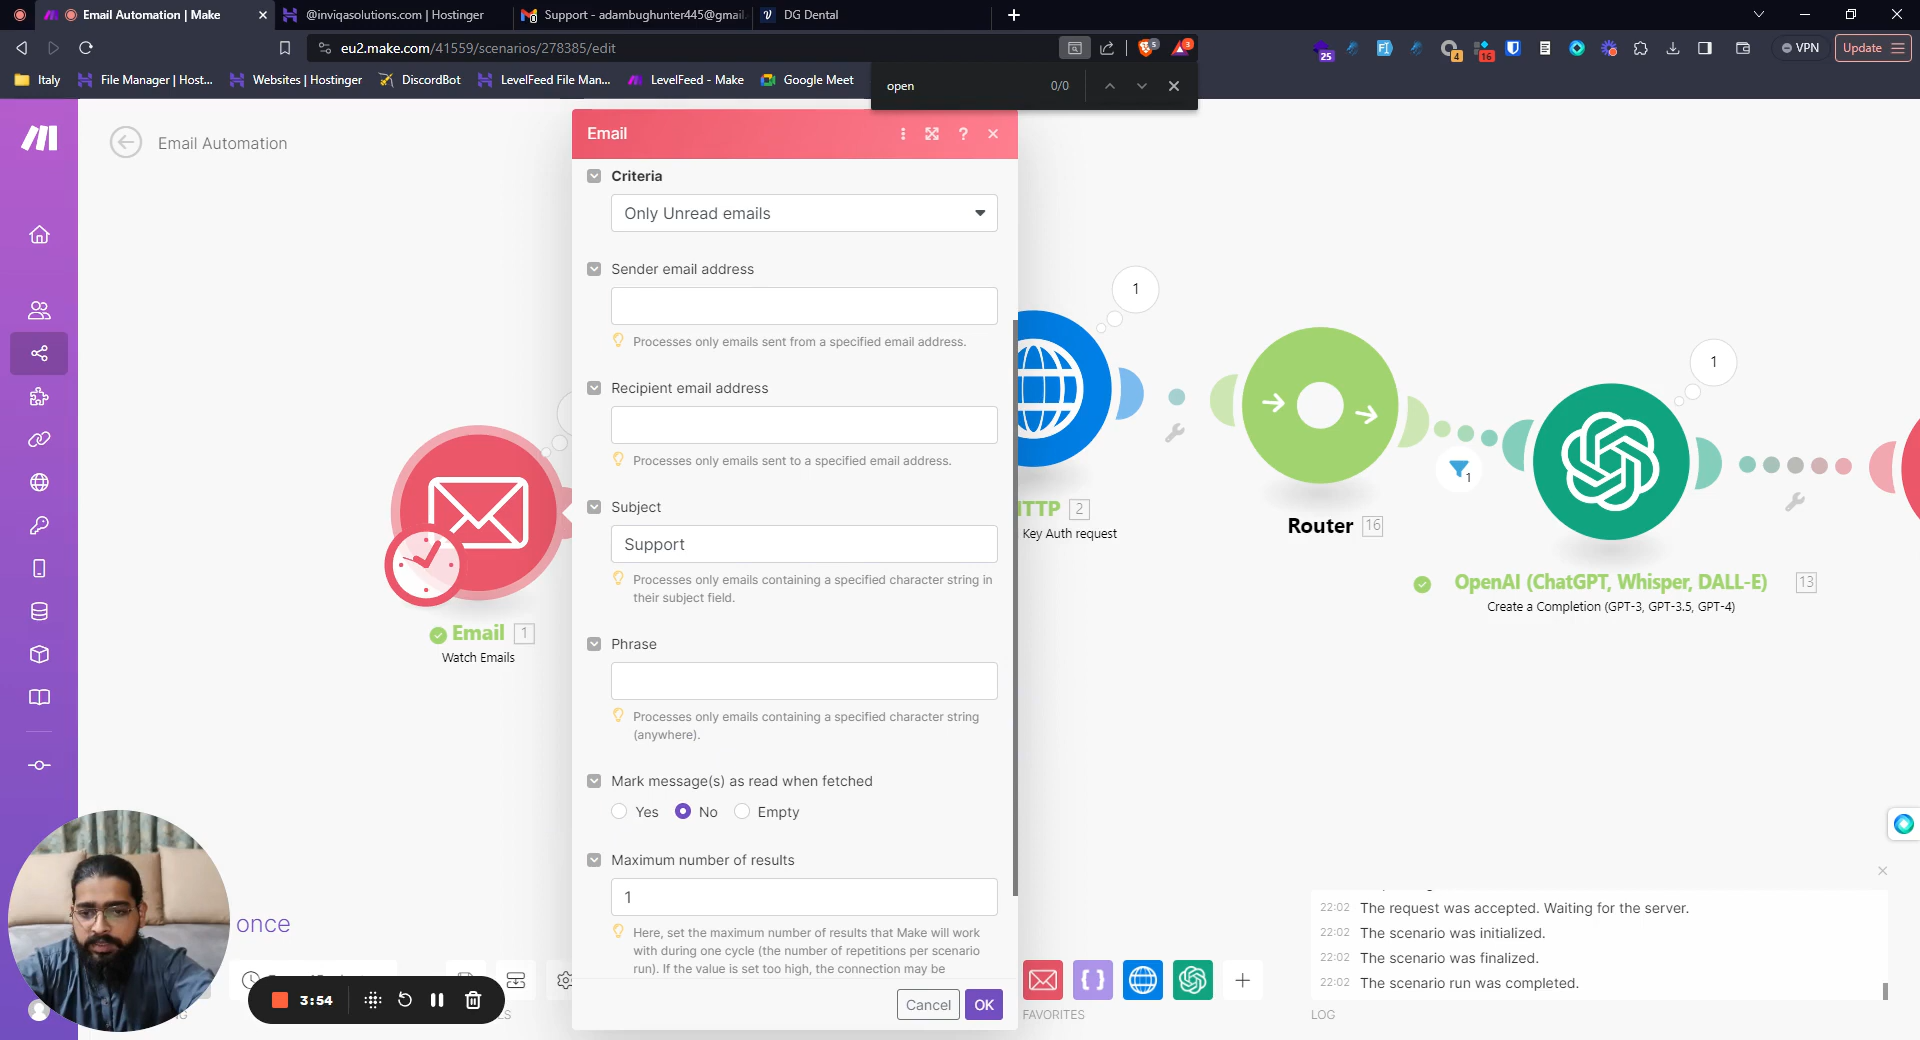 Email Automation | Make
@inviqasolutions.com | Hostinger
Support - adambughunter445@gmail.
DG Dental
eu2.make.com/41559/scenarios/278385/edit
5
3
25
4
16
VPN
Update
Italy
File Manager | Host...
Websites | Hostinger
DiscordBot
LevelFeed File Man...
LevelFeed - Make
Google Meet
open
0/0
Email Automation
Email
Criteria
Only Unread emails
Sender email address
Processes only emails sent from a specified email address.
Recipient email address
Processes only emails sent to a specified email address.
Subject
Support
Processes only emails containing a specified character string in
their subject field.
Phrase
Processes only emails containing a specified character string
(anywhere).
Mark message(s) as read when fetched
Yes No Empty
Maximum number of results
1
Here, set the maximum number of results that Make will work
with during one cycle (the number of repetitions per scenario
run). If the value is set too high, the connection may be
Cancel OK
Email 1
Watch Emails
1
TTP 2
Key Auth request
Router 16
1
1
OpenAI (ChatGPT, Whisper, DALL-E) 13
Create a Completion (GPT-3, GPT-3.5, GPT-4)
once
3:54
FAVORITES
22:02 The request was accepted. Waiting for the server.
22:02 The scenario was initialized.
22:02 The scenario was finalized.
22:02 The scenario run was completed.
LOG